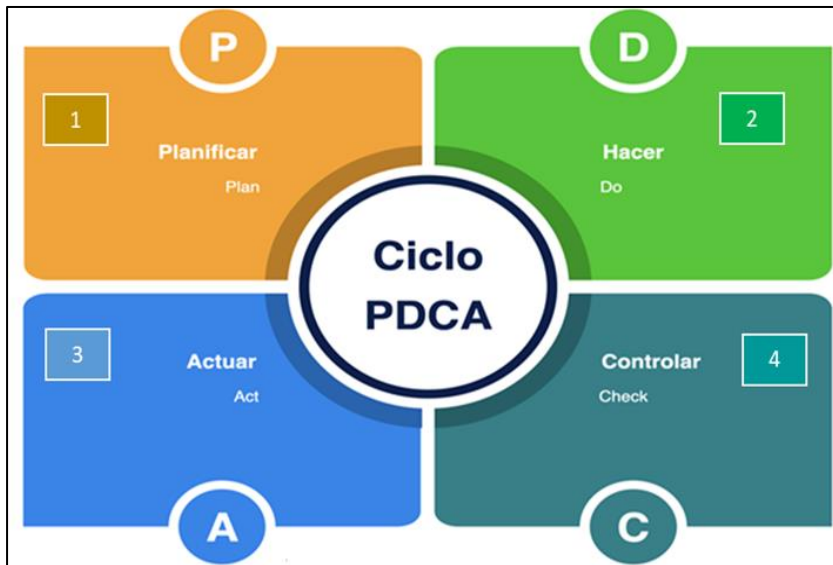 P
D
1
2
Planificar
Plan
Hacer
Do
Ciclo
PDCA
3
Actuar
Act
Controlar
Check
4
A
C